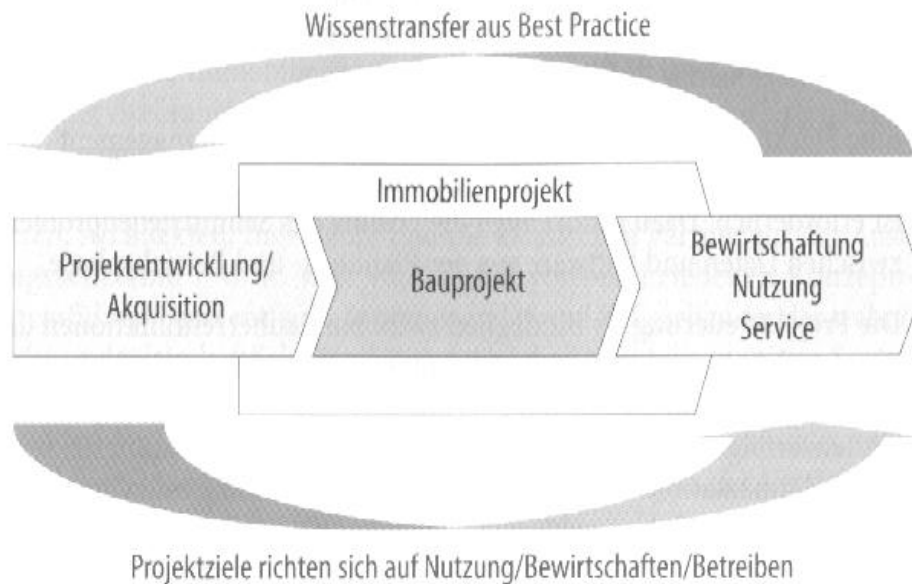 Wissenstransfer aus Best Practice
Immobilienprojekt
Projektentwicklung/
Akquisition
Bauprojekt
Bewirtschaftung
Nutzung
Service
Projektziele richten sich auf Nutzung/Bewirtschaften/Betreiben